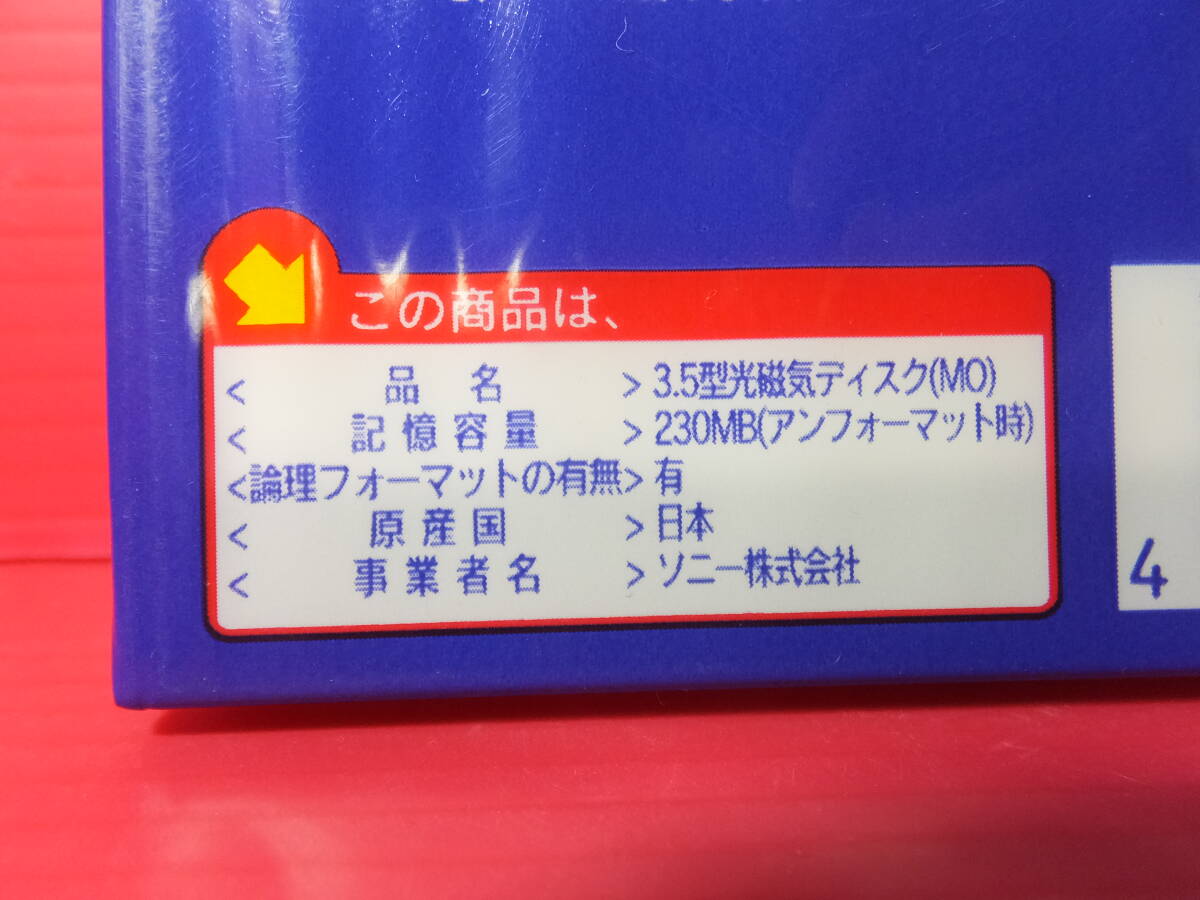 この商品は、
<品名>3.5型光磁気ディスク(MO)
<記憶容量>230MB(アンフォーマット時)
<論理フォーマットの有無>有
<原産国>日本
<事業者名>ソニー株式会社
4